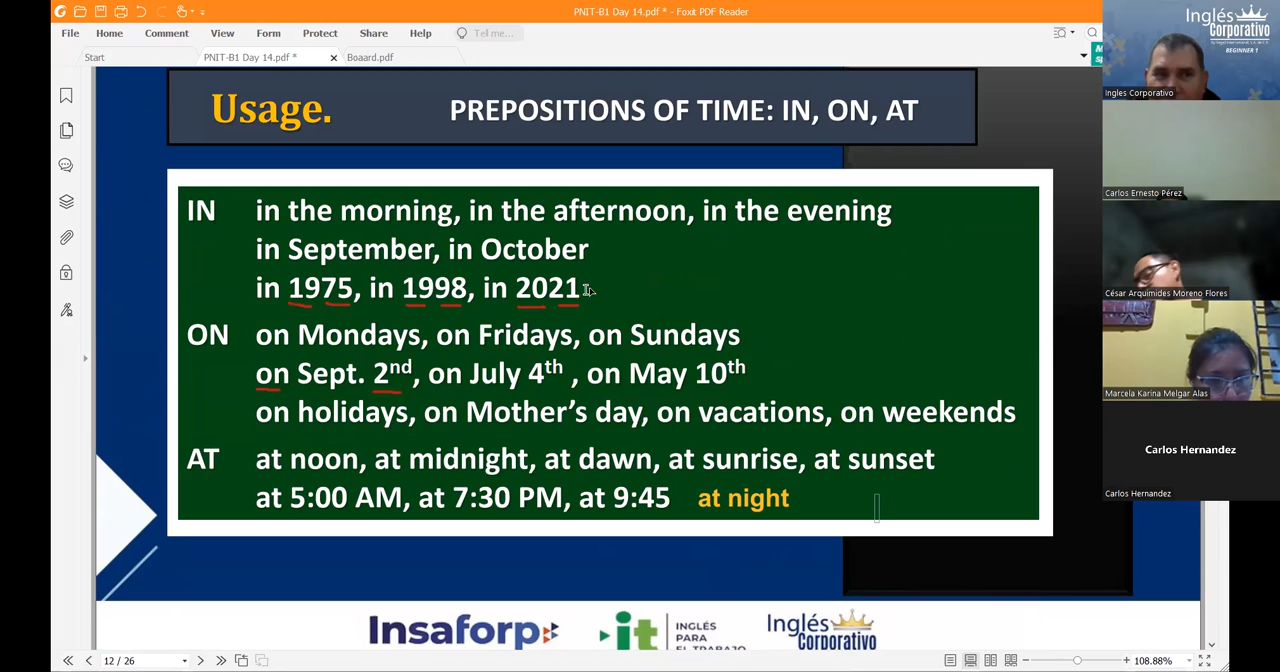 PNIT-B1 Day 14.pdf * - Foxit PDF Reader
File Home Comment View Form Protect Share Help Tell me...
Start PNIT-B1 Day 14.pdf * Boaard.pdf
Usage. PREPOSITIONS OF TIME: IN, ON, AT
IN in the morning, in the afternoon, in the evening
in September, in October
in 1975, in 1998, in 2021
ON on Mondays, on Fridays, on Sundays
on Sept. 2nd, on July 4th , on May 10th
on holidays, on Mother's day, on vacations, on weekends
AT at noon, at midnight, at dawn, at sunrise, at sunset
at 5:00 AM, at 7:30 PM, at 9:45 at night
Insaforp it INGLÉS
PARA
EL TRABAJO
Inglés
Corporativo
12 / 26 108.88%
Inglés
Corporativo
BEGINNER 1
Ingles Corporativo
Carlos Ernesto Pérez
César Arquimides Moreno Flores
Marcela Karina Melgar Alas
Carlos Hernandez
Carlos Hernandez